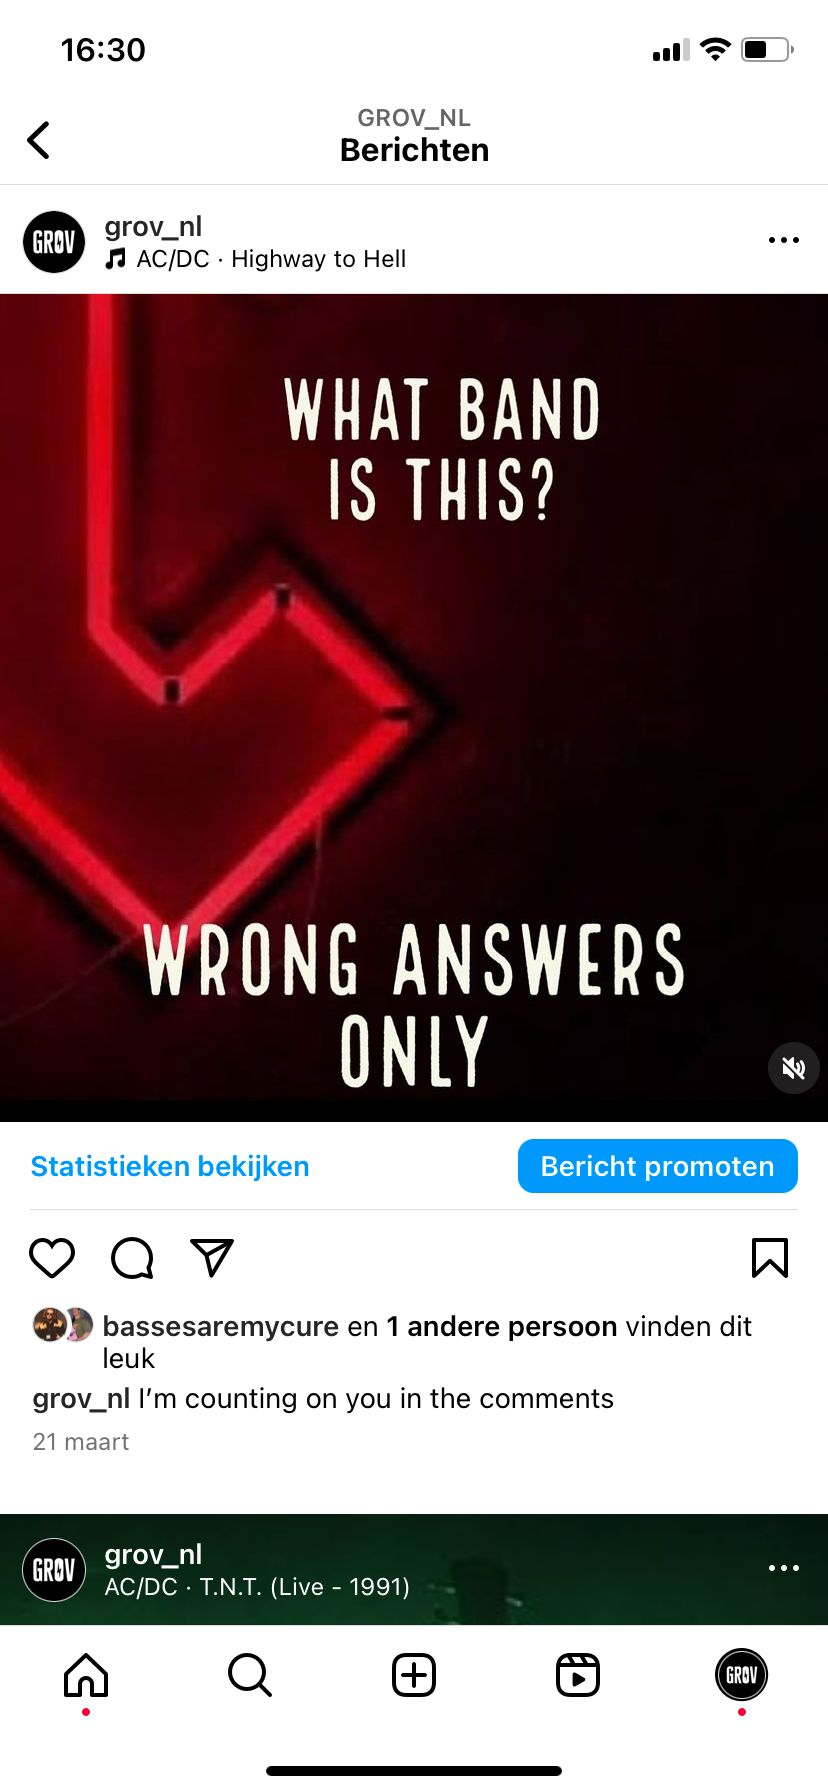 16:30
GROV_NL
Berichten
GROV
grov_nl
AC/DC · Highway to Hell
WHAT BAND
IS THIS?
WRONG ANSWERS
ONLY
Statistieken bekijken
Bericht promoten
bassesaremycure en 1 andere persoon vinden dit
leuk
grov_nl I'm counting on you in the comments
21 maart
GROV
grov_nl
AC/DC · T.N.T. (Live - 1991)
GROV